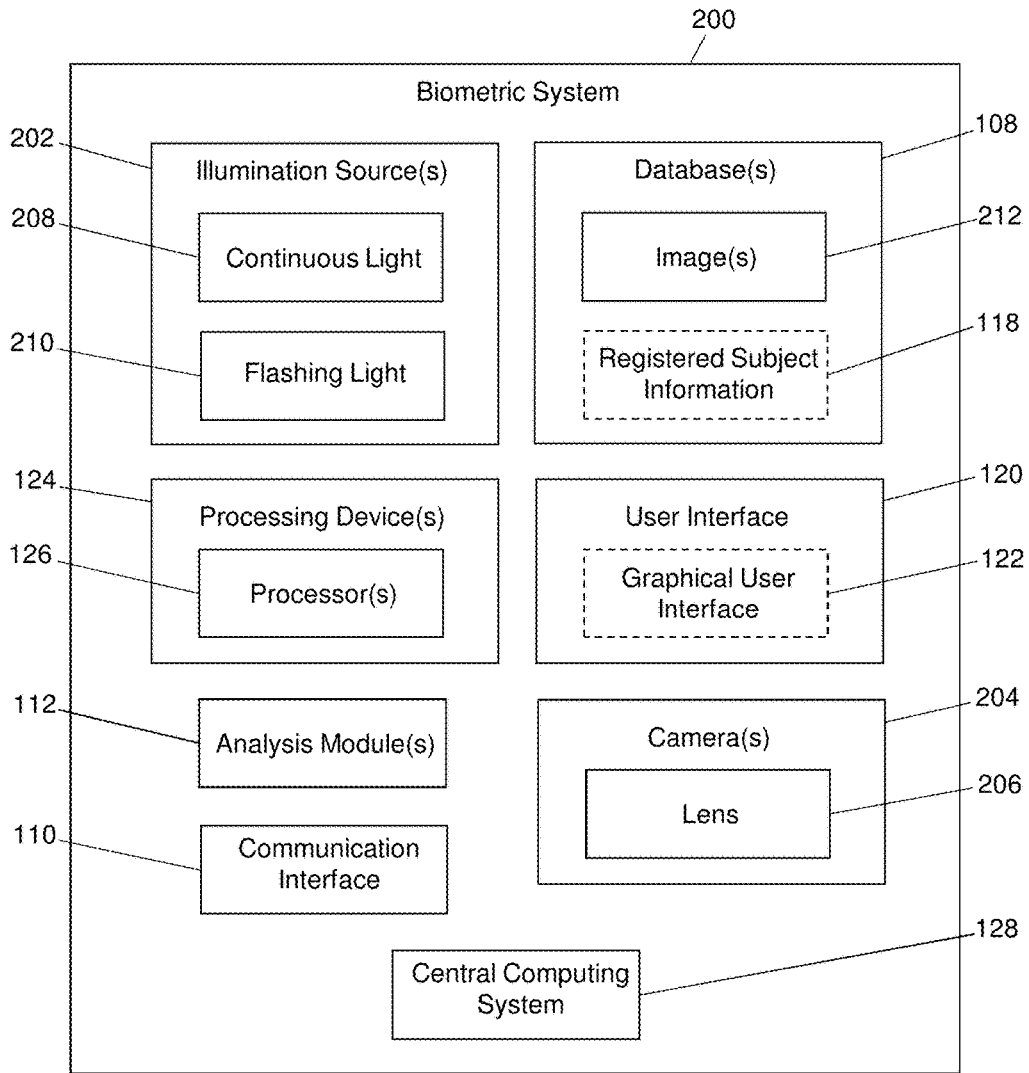 200
Biometric System
202
Illumination Source(s)
208
Continuous Light
210
Flashing Light
108
Database(s)
212
Image(s)
118
Registered Subject
Information
124
Processing Device(s)
126
Processor(s)
120
User Interface
122
Graphical User
Interface
112
Analysis Module(s)
204
Camera(s)
206
Lens
110
Communication
Interface
128
Central Computing
System